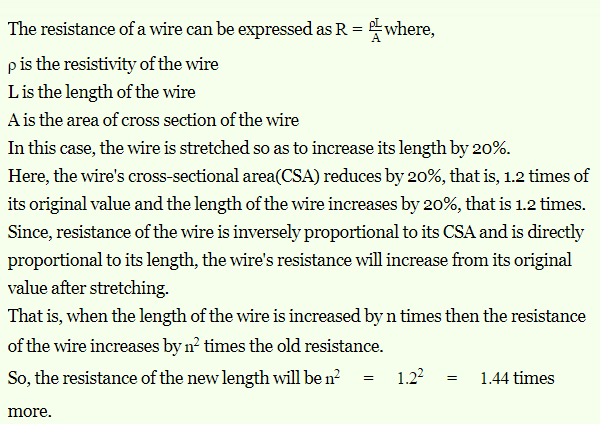 The resistance of a wire can be expressed as R = ρL/A where,
ρ is the resistivity of the wire
L is the length of the wire
A is the area of cross section of the wire
In this case, the wire is stretched so as to increase its length by 20%.
Here, the wire's cross-sectional area(CSA) reduces by 20%, that is, 1.2 times of
its original value and the length of the wire increases by 20%, that is 1.2 times.
Since, resistance of the wire is inversely proportional to its CSA and is directly
proportional to its length, the wire's resistance will increase from its original
value after stretching.
That is, when the length of the wire is increased by n times then the resistance
of the wire increases by n² times the old resistance.
So, the resistance of the new length will be n² = 1.2² = 1.44 times
more.